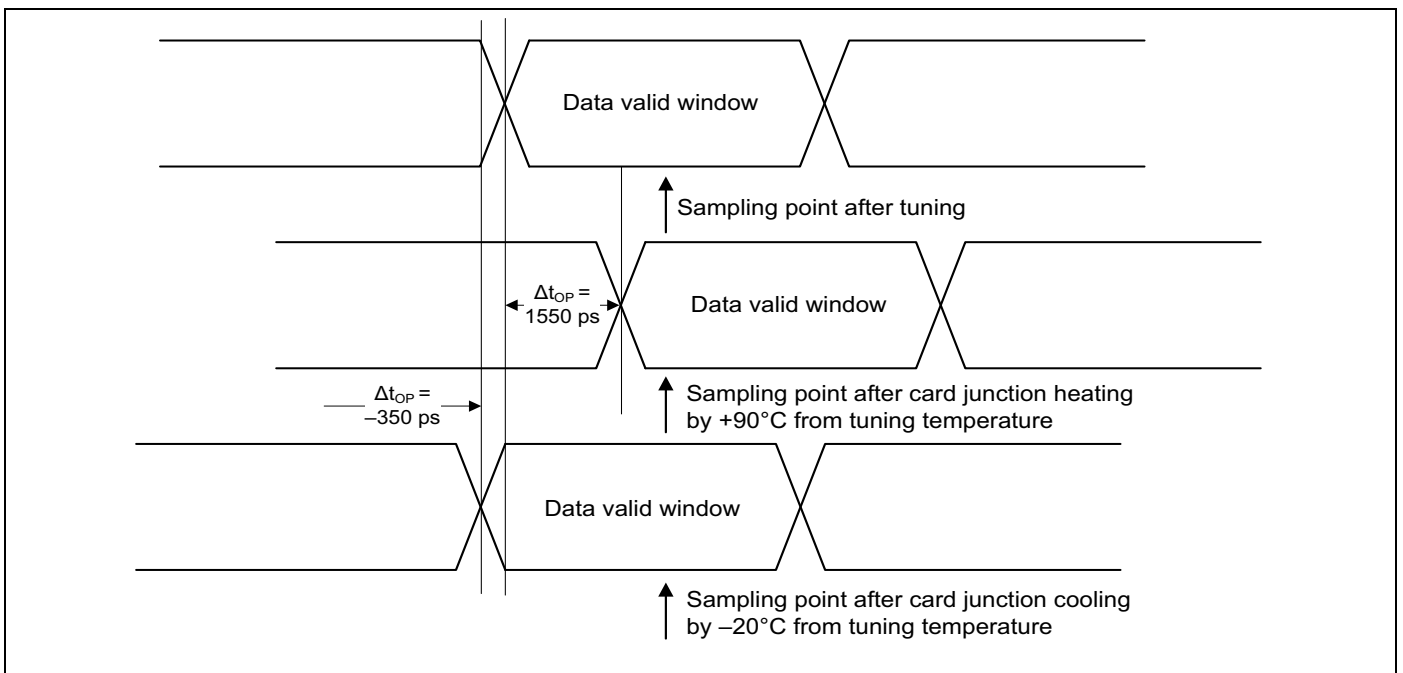 Data valid window
Sampling point after tuning
ΔtOP =
1550 ps
Data valid window
ΔtOP =
–350 ps
Sampling point after card junction heating
by +90°C from tuning temperature
Data valid window
Sampling point after card junction cooling
by –20°C from tuning temperature